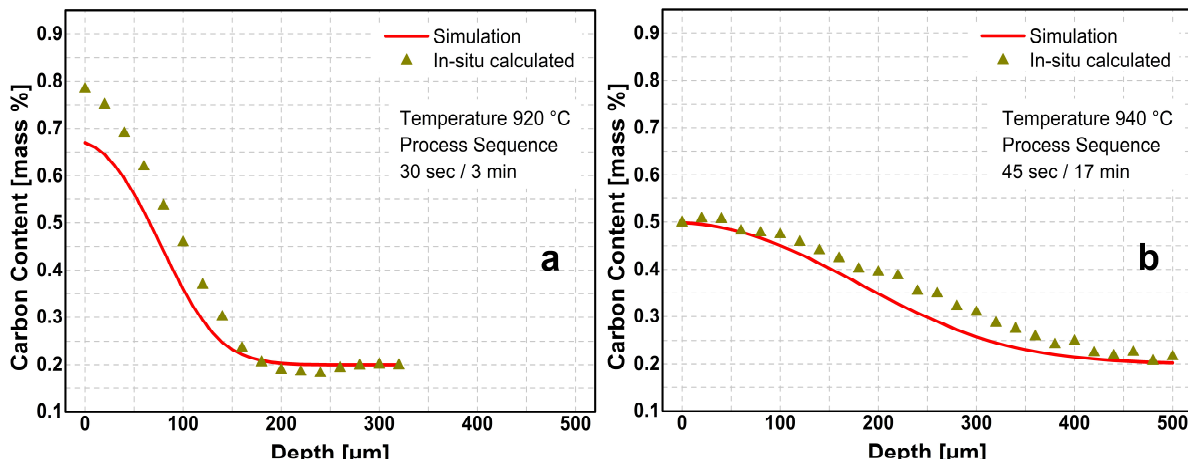 0.9
0.8
0.7
0.6
0.5
0.4
0.3
0.2
0.1
Carbon Content [mass %]
Simulation
In-situ calculated
Temperature 920 °C
Process Sequence
30 sec / 3 min
a
0 100 200 300 400 500
Depth [µm]
0.9
0.8
0.7
0.6
0.5
0.4
0.3
0.2
0.1
Carbon Content [mass %]
Simulation
In-situ calculated
Temperature 940 °C
Process Sequence
45 sec / 17 min
b
0 100 200 300 400 500
Depth [µm]